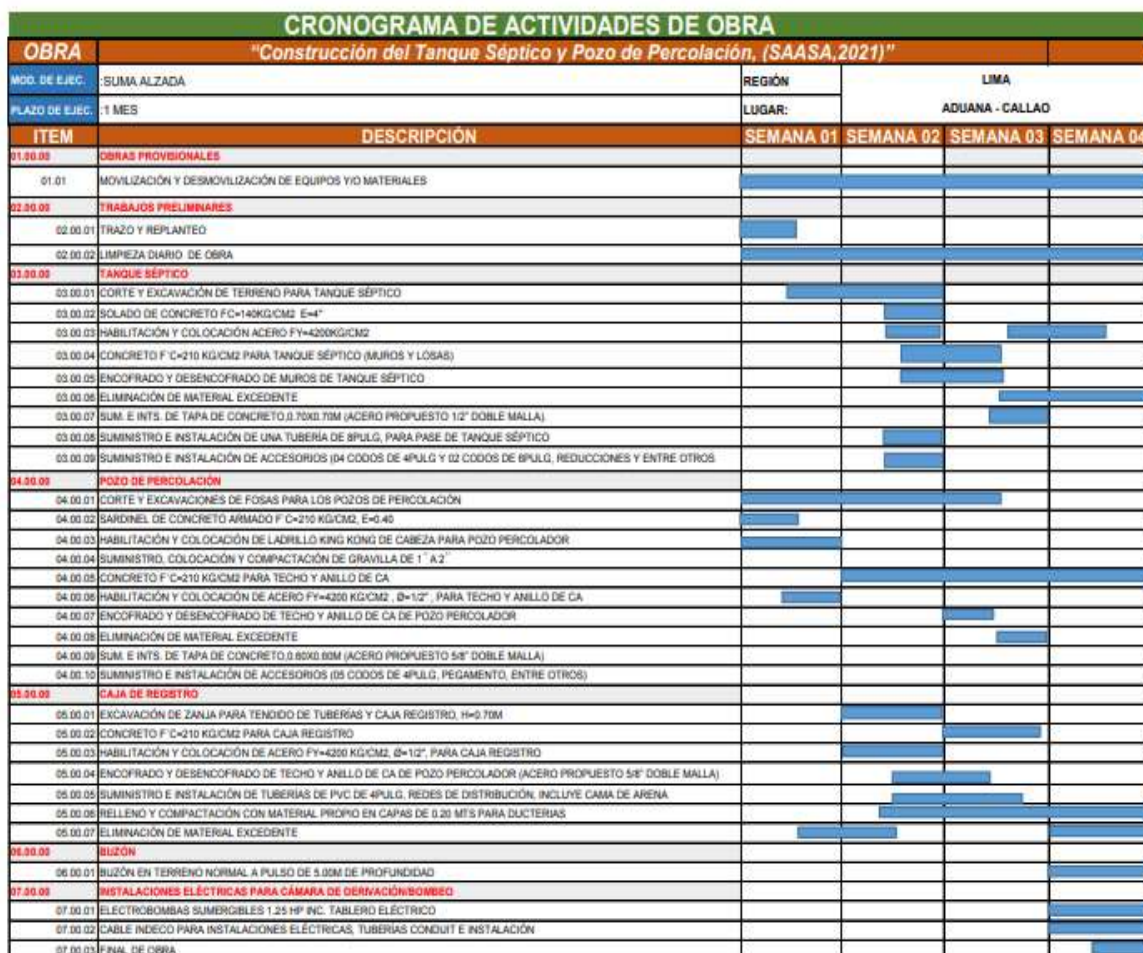 CRONOGRAMA DE ACTIVIDADES DE OBRA
OBRA "Construcción del Tanque Séptico y Pozo de Percolación, (SAASA,2021)"
MOD. DE EJEC. :SUMA ALZADA REGIÓN LIMA
PLAZO DE EJEC. :1 MES LUGAR: ADUANA - CALLAO
ITEM DESCRIPCIÓN SEMANA 01 SEMANA 02 SEMANA 03 SEMANA 04
01.00.00 OBRAS PROVISIONALES
01.01 MOVILIZACIÓN Y DESMOVILIZACIÓN DE EQUIPOS Y/O MATERIALES
02.00.00 TRABAJOS PRELIMINARES
02.00.01 TRAZO Y REPLANTEO
02.00.02 LIMPIEZA DIARIO DE OBRA
03.00.00 TANQUE SÉPTICO
03.00.01 CORTE Y EXCAVACIÓN DE TERRENO PARA TANQUE SÉPTICO
03.00.02 SOLADO DE CONCRETO FC=140KG/CM2 E=4"
03.00.03 HABILITACIÓN Y COLOCACIÓN ACERO FY=4200KG/CM2
03.00.04 CONCRETO F´C=210 KG/CM2 PARA TANQUE SÉPTICO (MUROS Y LOSAS)
03.00.05 ENCOFRADO Y DESENCOFRADO DE MUROS DE TANQUE SÉPTICO
03.00.06 ELIMINACIÓN DE MATERIAL EXCEDENTE
03.00.07 SUM. E INTS. DE TAPA DE CONCRETO,0.70X0.70M (ACERO PROPUESTO 1/2" DOBLE MALLA)
03.00.08 SUMINISTRO E INSTALACIÓN DE UNA TUBERÍA DE 8PULG, PARA PASE DE TANQUE SÉPTICO
03.00.09 SUMINISTRO E INSTALACIÓN DE ACCESORIOS (04 CODOS DE 4PULG Y 02 CODOS DE 6PULG, REDUCCIONES Y ENTRE OTROS
04.00.00 POZO DE PERCOLACIÓN
04.00.01 CORTE Y EXCAVACIONES DE FOSAS PARA LOS POZOS DE PERCOLACIÓN
04.00.02 SARDINEL DE CONCRETO ARMADO F´C=210 KG/CM2, E=0.40
04.00.03 HABILITACIÓN Y COLOCACIÓN DE LADRILLO KING KONG DE CABEZA PARA POZO PERCOLADOR
04.00.04 SUMINISTRO, COLOCACIÓN Y COMPACTACIÓN DE GRAVILLA DE 1´´ A 2´´
04.00.05 CONCRETO F´C=210 KG/CM2 PARA TECHO Y ANILLO DE CA
04.00.06 HABILITACIÓN Y COLOCACIÓN DE ACERO FY=4200 KG/CM2 , Ø=1/2" , PARA TECHO Y ANILLO DE CA
04.00.07 ENCOFRADO Y DESENCOFRADO DE TECHO Y ANILLO DE CA DE POZO PERCOLADOR
04.00.08 ELIMINACIÓN DE MATERIAL EXCEDENTE
04.00.09 SUM. E INTS. DE TAPA DE CONCRETO,0.60X0.60M (ACERO PROPUESTO 5/8" DOBLE MALLA)
04.00.10 SUMINISTRO E INSTALACIÓN DE ACCESORIOS (05 CODOS DE 4PULG, PEGAMENTO, ENTRE OTROS)
05.00.00 CAJA DE REGISTRO
05.00.01 EXCAVACIÓN DE ZANJA PARA TENDIDO DE TUBERÍAS Y CAJA REGISTRO, H=0.70M
05.00.02 CONCRETO F´C=210 KG/CM2 PARA CAJA REGISTRO
05.00.03 HABILITACIÓN Y COLOCACIÓN DE ACERO FY=4200 KG/CM2, Ø=1/2", PARA CAJA REGISTRO
05.00.04 ENCOFRADO Y DESENCOFRADO DE TECHO Y ANILLO DE CA DE POZO PERCOLADOR (ACERO PROPUESTO 5/8" DOBLE MALLA)
05.00.05 SUMINISTRO E INSTALACIÓN DE TUBERÍAS DE PVC DE 4PULG, REDES DE DISTRIBUCIÓN, INCLUYE CAMA DE ARENA
05.00.06 RELLENO Y COMPACTACIÓN CON MATERIAL PROPIO EN CAPAS DE 0.20 MTS PARA DUCTERIAS
05.00.07 ELIMINACIÓN DE MATERIAL EXCEDENTE
06.00.00 BUZÓN
06.00.01 BUZÓN EN TERRENO NORMAL A PULSO DE 5.00M DE PROFUNDIDAD
07.00.00 INSTALACIONES ELÉCTRICAS PARA CÁMARA DE DERIVACIÓN/BOMBEO
07.00.01 ELECTROBOMBAS SUMERGIBLES 1.25 HP INC. TABLERO ELÉCTRICO
07.00.02 CABLE INDECO PARA INSTALACIONES ELÉCTRICAS, TUBERÍAS CONDUIT E INSTALACIÓN
07.00.03 FINAL DE OBRA